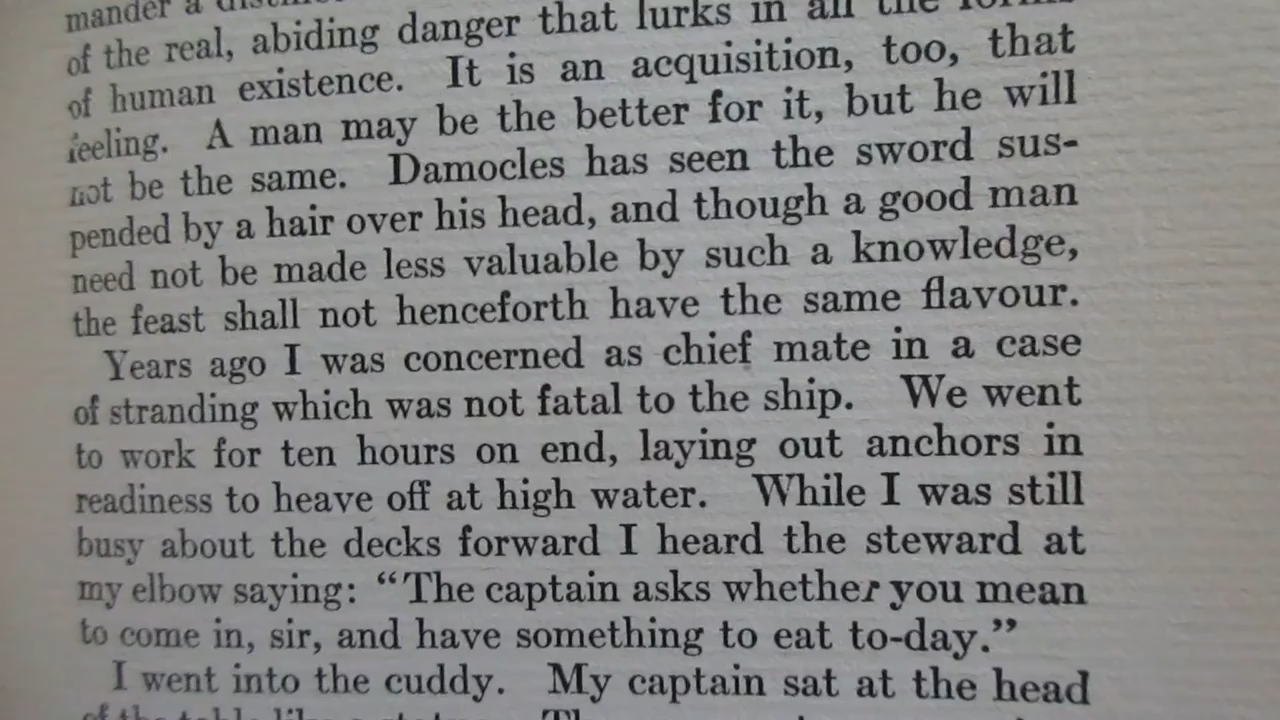 mander a
of the real, abiding danger that lurks in all the forms
of human existence. It is an acquisition, too, that
feeling. A man may be the better for it, but he will
not be the same. Damocles has seen the sword sus-
pended by a hair over his head, and though a good man
need not be made less valuable by such a knowledge,
the feast shall not henceforth have the same flavour.
Years ago I was concerned as chief mate in a case
of stranding which was not fatal to the ship. We went
to work for ten hours on end, laying out anchors in
readiness to heave off at high water. While I was still
busy about the decks forward I heard the steward at
my elbow saying: “The captain asks whether you mean
to come in, sir, and have something to eat to-day.”
I went into the cuddy. My captain sat at the head
of the table like a